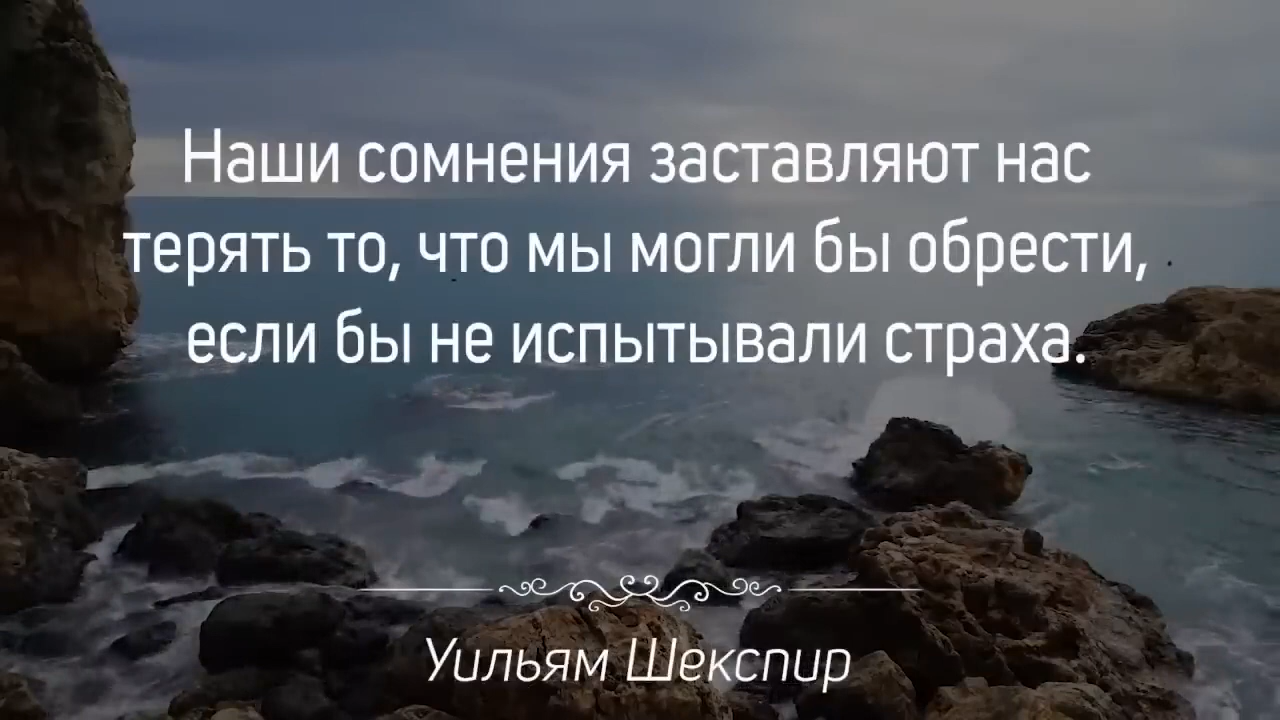 Наши сомнения заставляют нас
терять то, что мы могли бы обрести,
если бы не испытывали страха.
Уильям Шекспир